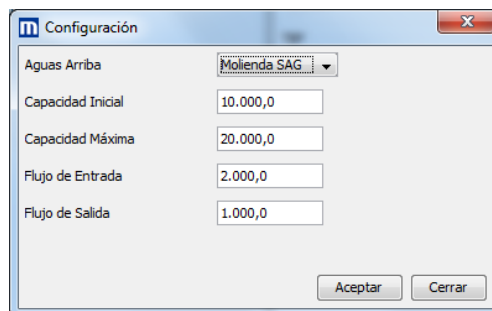 m Configuración
Aguas Arriba Molienda SAG
Capacidad Inicial 10.000,0
Capacidad Máxima 20.000,0
Flujo de Entrada 2.000,0
Flujo de Salida 1.000,0
Aceptar Cerrar